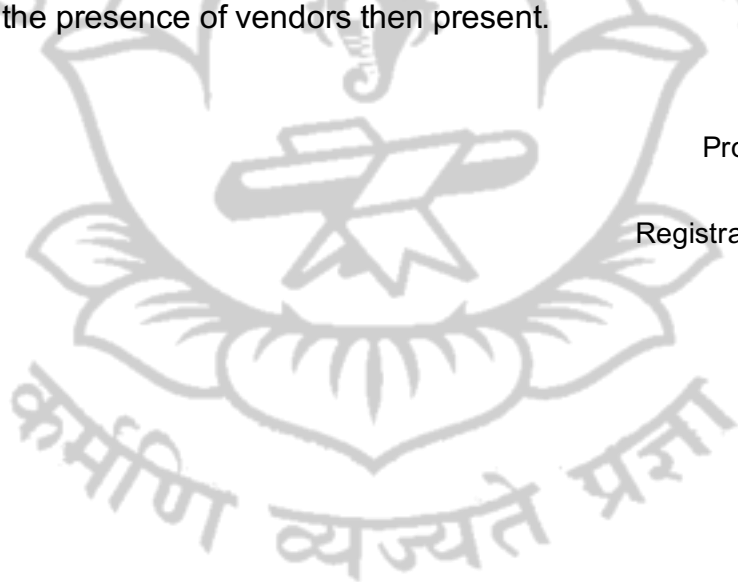 the presence of vendors then present.
Pro
Registra
कर्मणि व्यज्यते प्रज्ञा